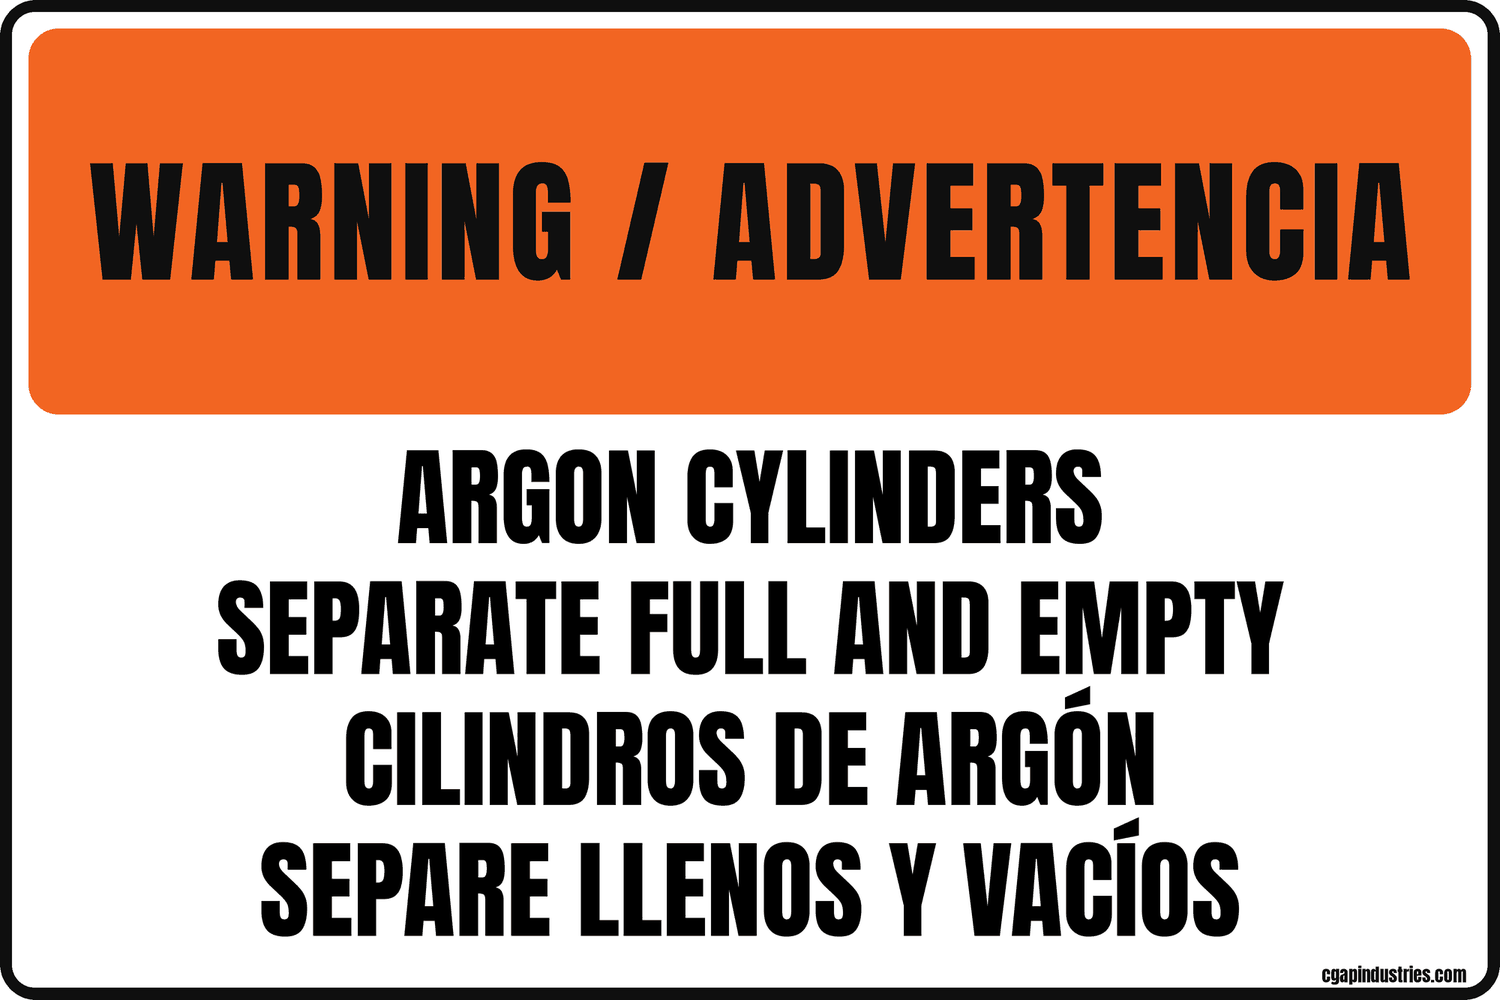 WARNING / ADVERTENCIA
ARGON CYLINDERS
SEPARATE FULL AND EMPTY
CILINDROS DE ARGÓN
SEPARE LLENOS Y VACÍOS
cgapindustries.com